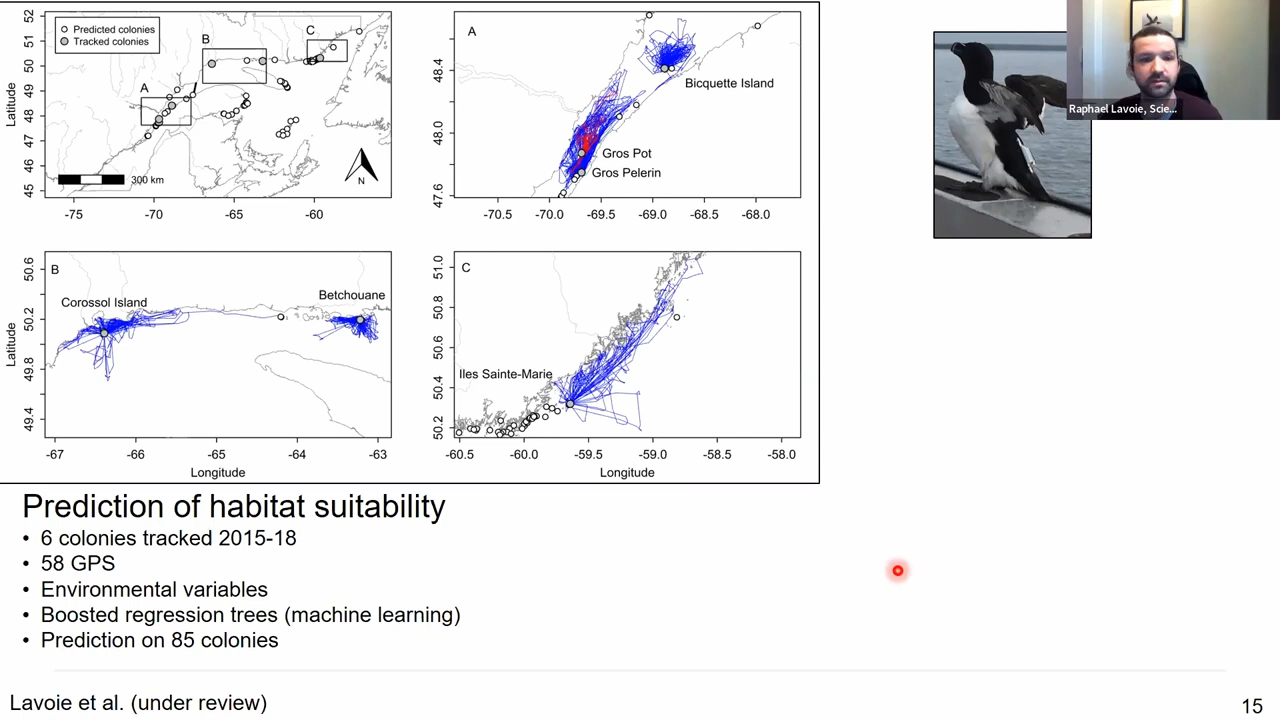 52
51
50
49
48
47
46
45
Latitude
Predicted colonies
Tracked colonies
A
B
C
300 km
N
-75
-70
-65
-60
A
48.4
48.0
47.6
Bicquette Island
Gros Pot
Gros Pelerin
-70.5
-70.0
-69.5
-69.0
-68.5
-68.0
Raphael Lavoie, Scie...
B
50.6
50.2
49.8
49.4
Latitude
Corossol Island
Betchouane
-67
-66
-65
-64
-63
Longitude
C
51.0
50.8
50.6
50.4
50.2
Iles Sainte-Marie
-60.5
-60.0
-59.5
-59.0
-58.5
-58.0
Longitude
Prediction of habitat suitability
• 6 colonies tracked 2015-18
• 58 GPS
• Environmental variables
• Boosted regression trees (machine learning)
• Prediction on 85 colonies
Lavoie et al. (under review)
15